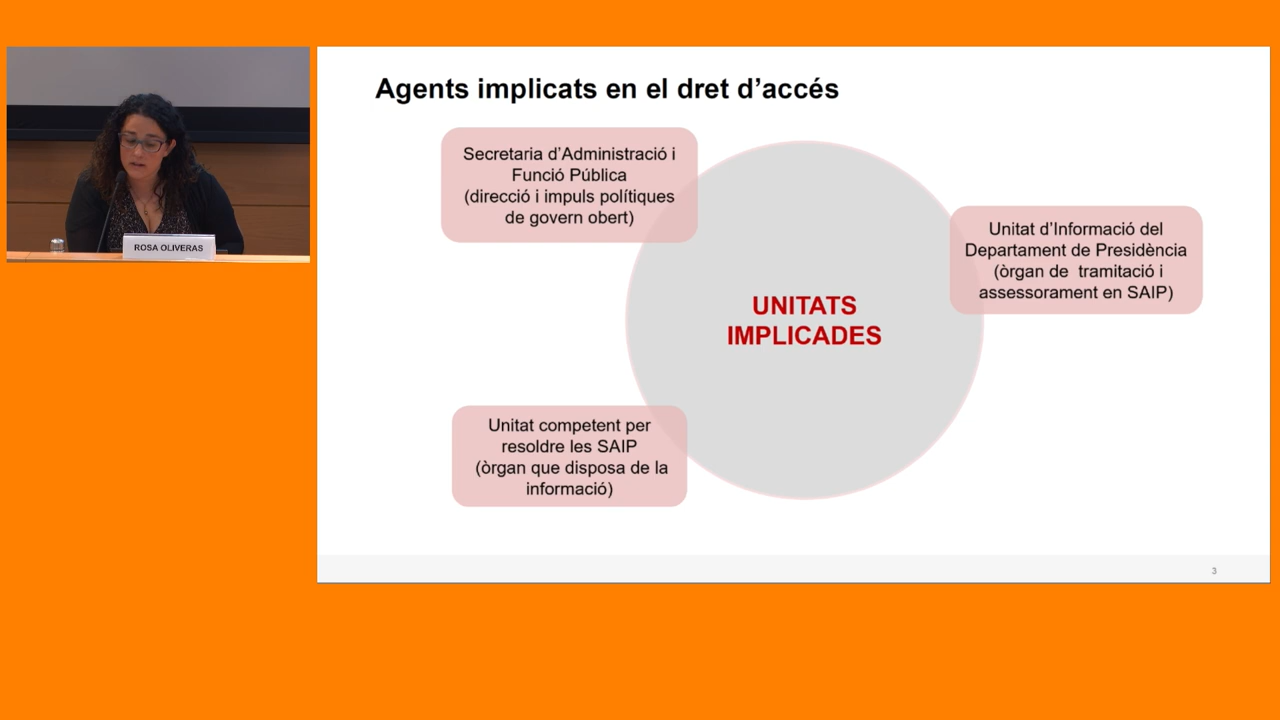 Agents implicats en el dret d’accés
Secretaria d’Administració i
Funció Pública
(direcció i impuls polítiques
de govern obert)
Unitat d’Informació del
Departament de Presidència
(òrgan de tramitació i
assessorament en SAIP)
UNITATS
IMPLICADES
Unitat competent per
resoldre les SAIP
(òrgan que disposa de la
informació)
ROSA OLIVERAS
3